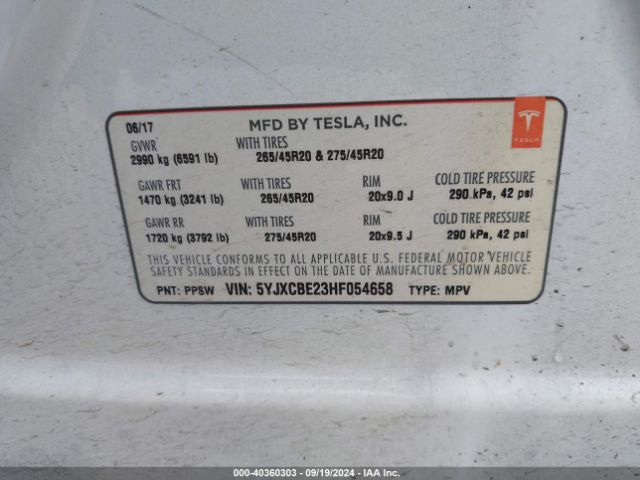 06/17 MFD BY TESLA, INC.
GVWR WITH TIRES
2990 kg (6591 lb) 265/45R20 & 275/45R20
GAWR FRT WITH TIRES RIM COLD TIRE PRESSURE
1470 kg (3241 lb) 265/45R20 20x9.0 J 290 kPa, 42 psi
GAWR RR WITH TIRES RIM COLD TIRE PRESSURE
1720 kg (3792 lb) 275/45R20 20x9.5 J 290 kPa, 42 psi
THIS VEHICLE CONFORMS TO ALL APPLICABLE U.S. FEDERAL MOTOR VEHICLE
SAFETY STANDARDS IN EFFECT ON THE DATE OF MANUFACTURE SHOWN ABOVE.
PNT: PPSW VIN: 5YJXCBE23HF054658 TYPE: MPV
TESLA
000-40360303 - 09/19/2024 - IAA Inc.